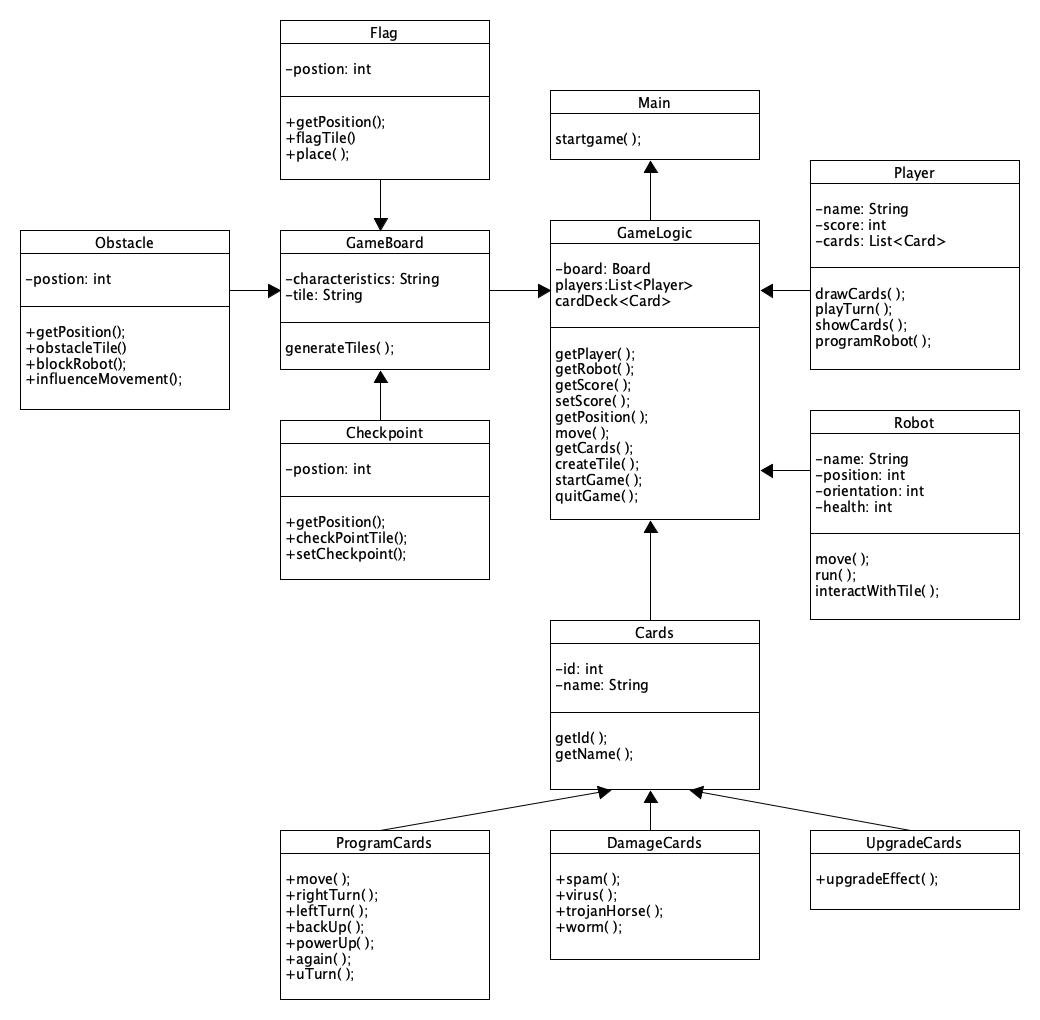 Flag
-postion: int
+getPosition();
+flagTile()
+place( );
Main
startgame( );
Player
-name: String
-score: int
-cards: List<Card>
drawCards( );
playTurn( );
showCards( );
programRobot( );
Obstacle
-postion: int
+getPosition();
+obstacleTile()
+blockRobot();
+influenceMovement();
GameBoard
-characteristics: String
-tile: String
generateTiles( );
GameLogic
-board: Board
players:List<Player>
cardDeck<Card>
getPlayer( );
getRobot( );
getScore( );
setScore( );
getPosition( );
move( );
getCards( );
createTile( );
startGame( );
quitGame( );
Checkpoint
-postion: int
+getPosition();
+checkPointTile();
+setCheckpoint();
Robot
-name: String
-position: int
-orientation: int
-health: int
move( );
run( );
interactWithTile( );
Cards
-id: int
-name: String
getId( );
getName( );
ProgramCards
+move( );
+rightTurn( );
+leftTurn( );
+backUp( );
+powerUp( );
+again( );
+uTurn( );
DamageCards
+spam( );
+virus( );
+trojanHorse( );
+worm( );
UpgradeCards
+upgradeEffect( );